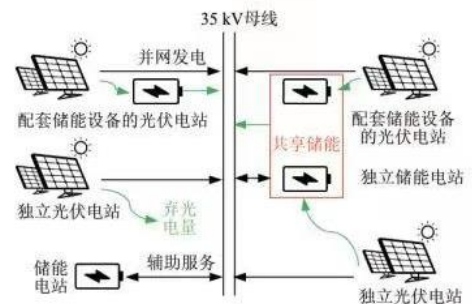 35 kV母线
并网发电
配套储能设备的光伏电站
配套储能设备
的光伏电站
共享储能
独立储能电站
独立光伏电站
弃光
电量
储能
电站
辅助服务
独立光伏电站